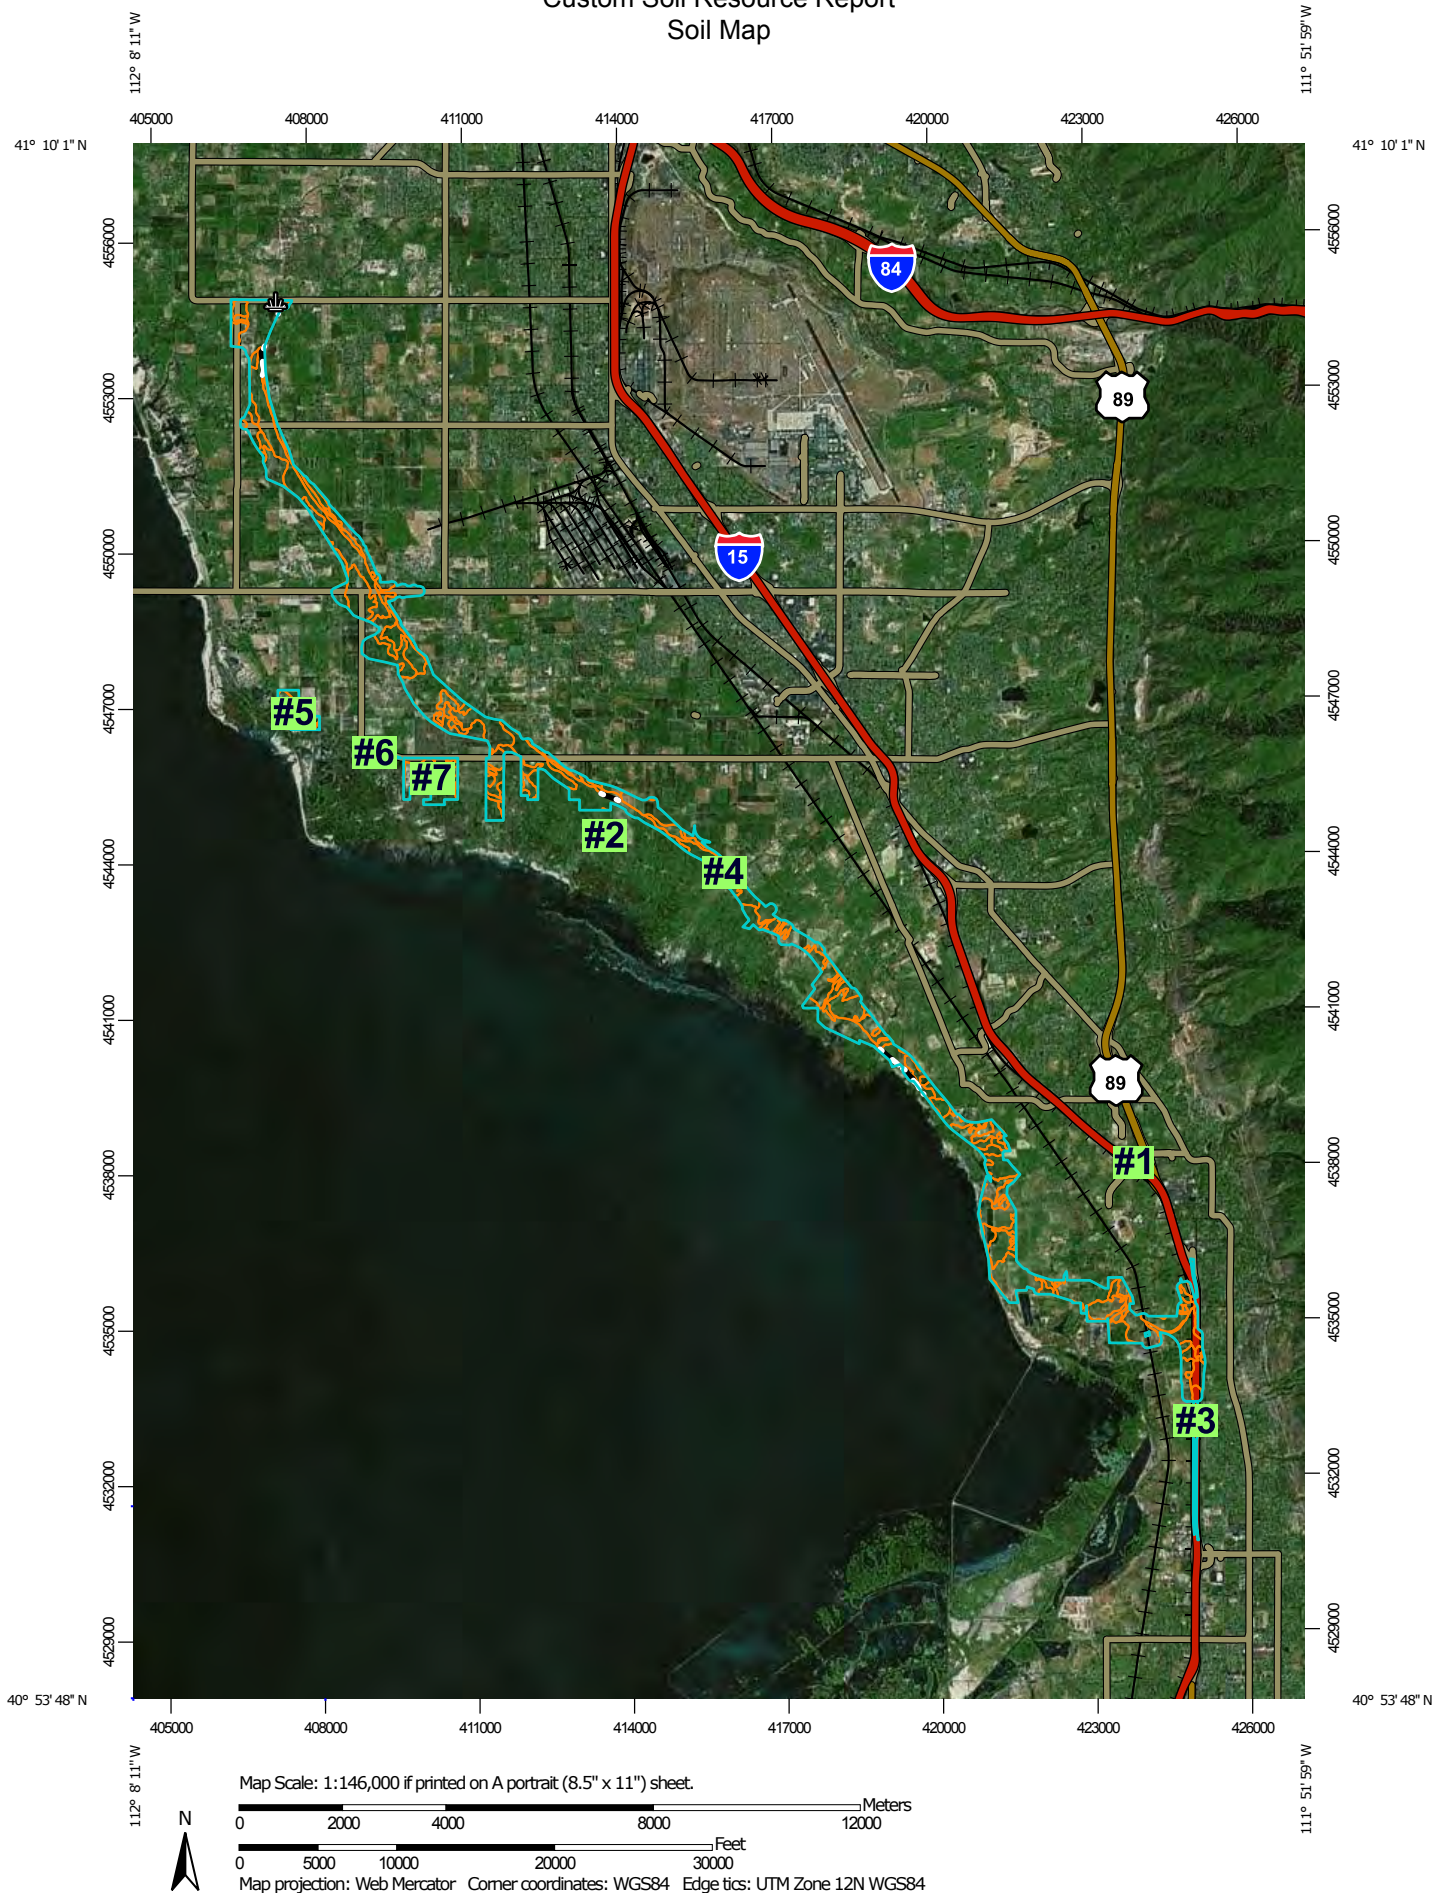 Custom Soil Resource Report
Soil Map
112° 8' 11" W
111° 51' 59" W
405000 408000 411000 414000 417000 420000 423000 426000
41° 10' 1" N
41° 10' 1" N
4556000
4556000
84
4553000
4553000
89
4550000
4550000
15
4547000
4547000
#5
#6
#7
#2
4544000
4544000
#4
4541000
4541000
89
4538000
4538000
#1
4535000
4535000
#3
4532000
4532000
4529000
4529000
40° 53' 48" N
40° 53' 48" N
405000 408000 411000 414000 417000 420000 423000 426000
112° 8' 11" W
111° 51' 59" W
Map Scale: 1:146,000 if printed on A portrait (8.5" x 11") sheet.
Meters
0 2000 4000 8000 12000
N
Feet
0 5000 10000 20000 30000
Map projection: Web Mercator Corner coordinates: WGS84 Edge tics: UTM Zone 12N WGS84